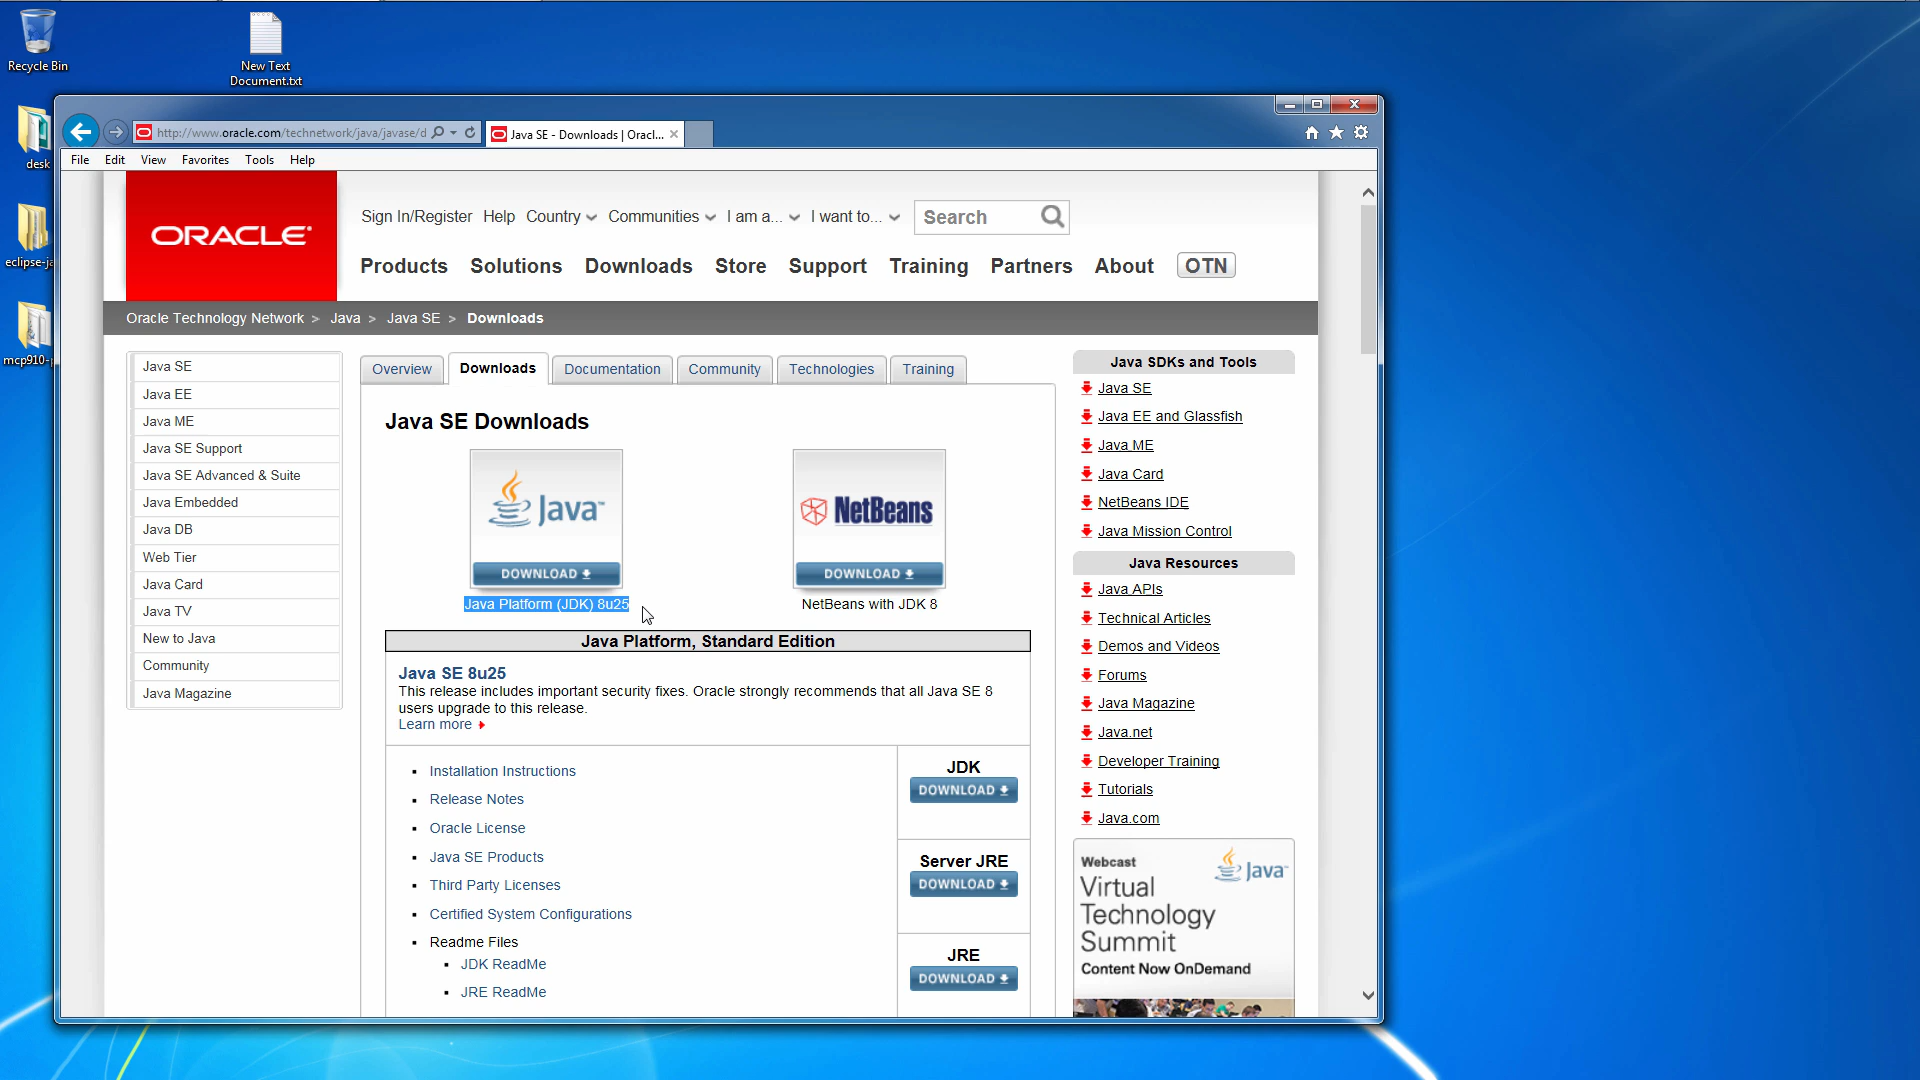 Recycle Bin
New Text
Document.txt
desk
eclipse-ja
mcp910-p
http://www.oracle.com/technetwork/java/javase/d
Java SE - Downloads | Oracl...
File Edit View Favorites Tools Help
ORACLE
Sign In/Register Help Country Communities I am a... I want to... Search
Products Solutions Downloads Store Support Training Partners About OTN
Oracle Technology Network > Java > Java SE > Downloads
Java SE
Java EE
Java ME
Java SE Support
Java SE Advanced & Suite
Java Embedded
Java DB
Web Tier
Java Card
Java TV
New to Java
Community
Java Magazine
Overview Downloads Documentation Community Technologies Training
Java SE Downloads
Java™
DOWNLOAD
Java Platform (JDK) 8u25
NetBeans
DOWNLOAD
NetBeans with JDK 8
Java Platform, Standard Edition
Java SE 8u25
This release includes important security fixes. Oracle strongly recommends that all Java SE 8
users upgrade to this release.
Learn more
Installation Instructions
Release Notes
Oracle License
Java SE Products
Third Party Licenses
Certified System Configurations
Readme Files
JDK ReadMe
JRE ReadMe
JDK
DOWNLOAD
Server JRE
DOWNLOAD
JRE
DOWNLOAD
Java SDKs and Tools
Java SE
Java EE and Glassfish
Java ME
Java Card
NetBeans IDE
Java Mission Control
Java Resources
Java APIs
Technical Articles
Demos and Videos
Forums
Java Magazine
Java.net
Developer Training
Tutorials
Java.com
Webcast
Java™
Virtual
Technology
Summit
Content Now OnDemand